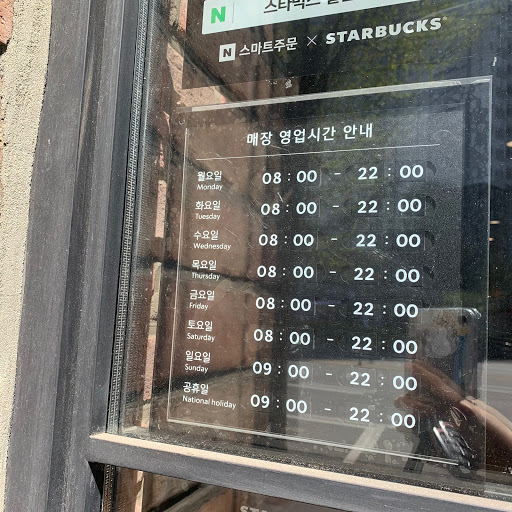 N 스타벅스
N 스마트주문 × STARBUCKS
매장 영업시간 안내
월요일 08 : 00 - 22 : 00
Monday
화요일 08 : 00 - 22 : 00
Tuesday
수요일 08 : 00 - 22 : 00
Wednesday
목요일 08 : 00 - 22 : 00
Thursday
금요일 08 : 00 - 22 : 00
Friday
토요일 08 : 00 - 22 : 00
Saturday
일요일 09 : 00 - 22 : 00
Sunday
공휴일 09 : 00 - 22 : 00
National holiday